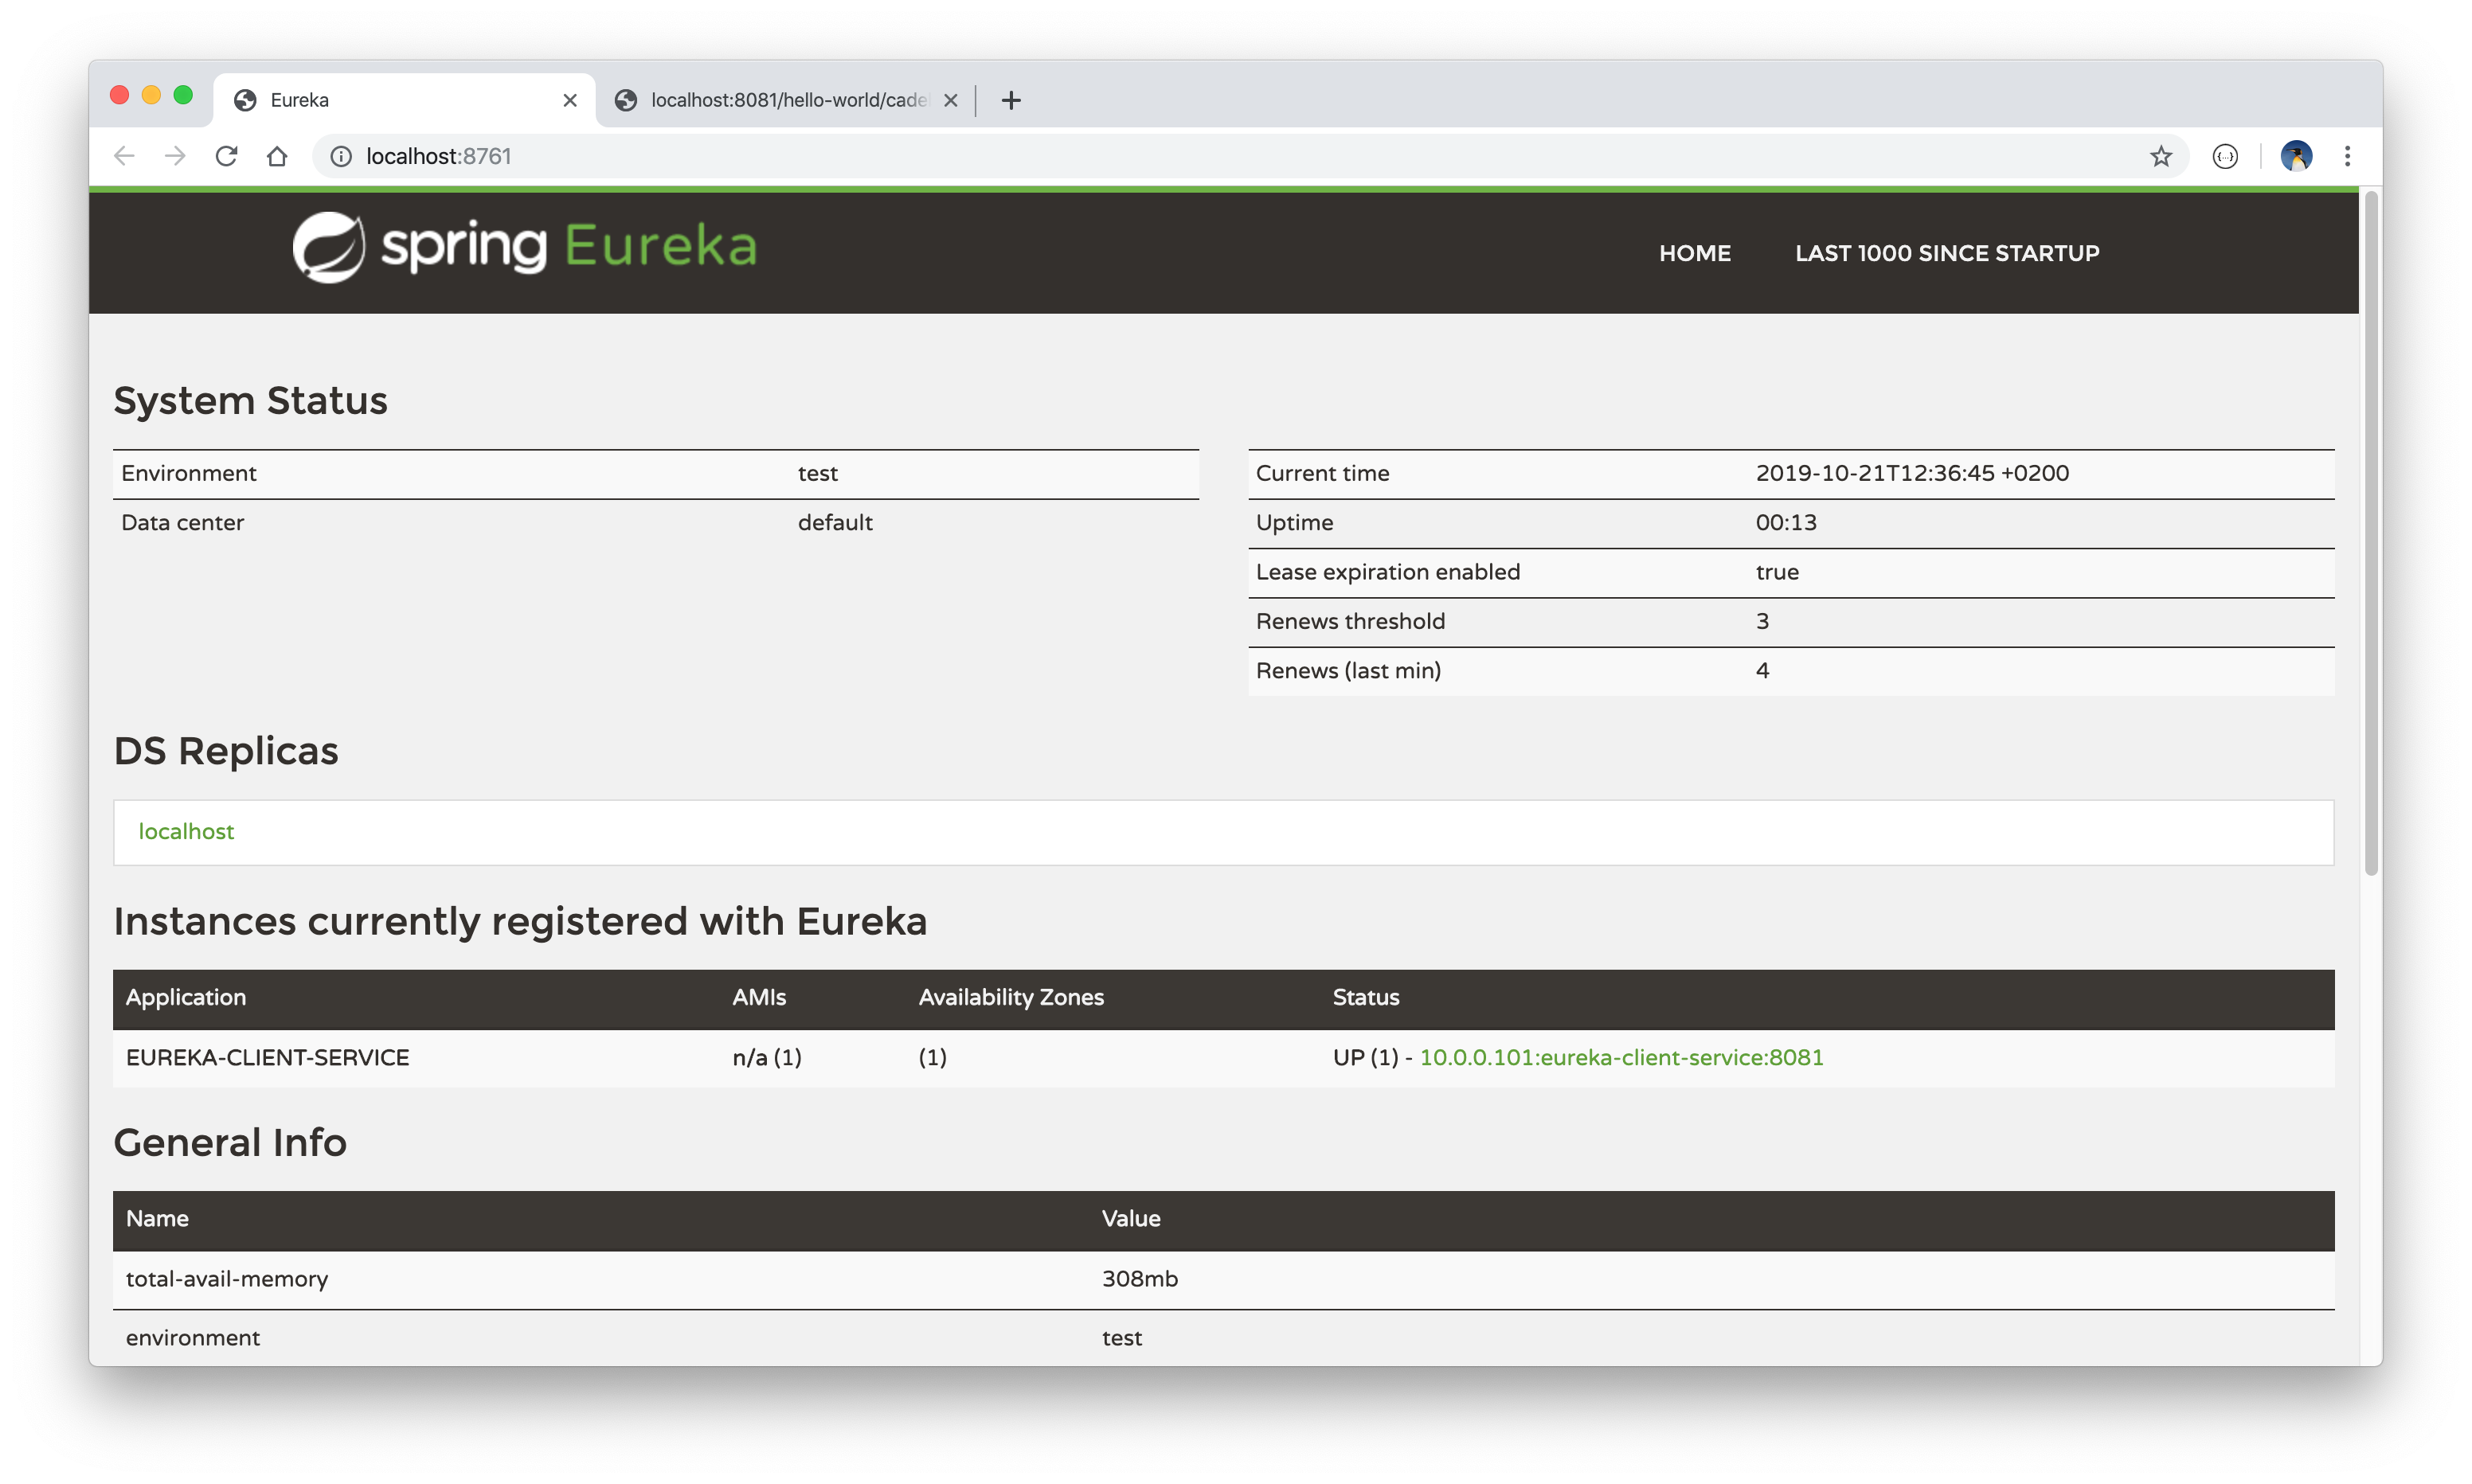 Eureka
localhost:8081/hello-world/cade
localhost:8761
spring Eureka
HOME LAST 1000 SINCE STARTUP
System Status
Environment test
Data center default
Current time 2019-10-21T12:36:45 +0200
Uptime 00:13
Lease expiration enabled true
Renews threshold 3
Renews (last min) 4
DS Replicas
localhost
Instances currently registered with Eureka
Application AMIs Availability Zones Status
EUREKA-CLIENT-SERVICE n/a (1) (1) UP (1) - 10.0.0.101:eureka-client-service:8081
General Info
Name Value
total-avail-memory 308mb
environment test